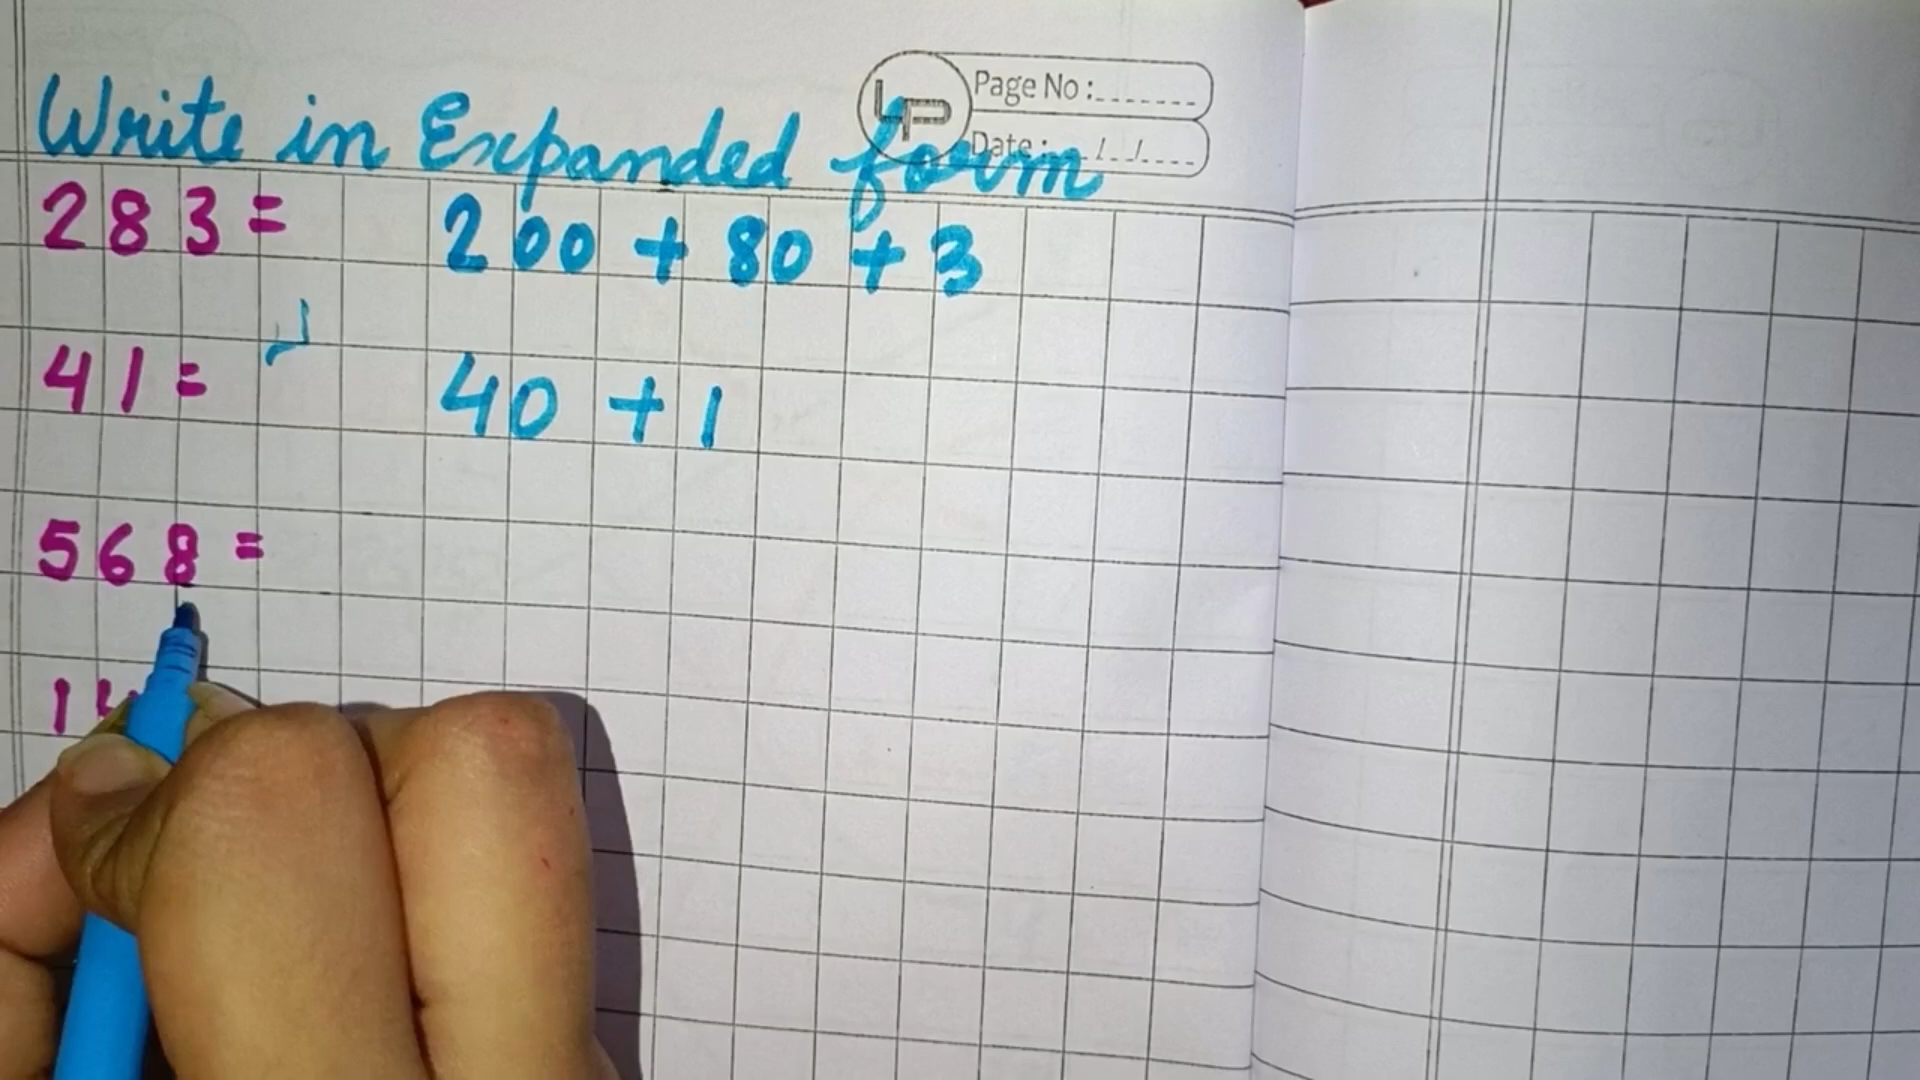 Page No :
Date : / /
Write in Expanded form
283 = 200 + 80 + 3
41 = 40 + 1
568 =